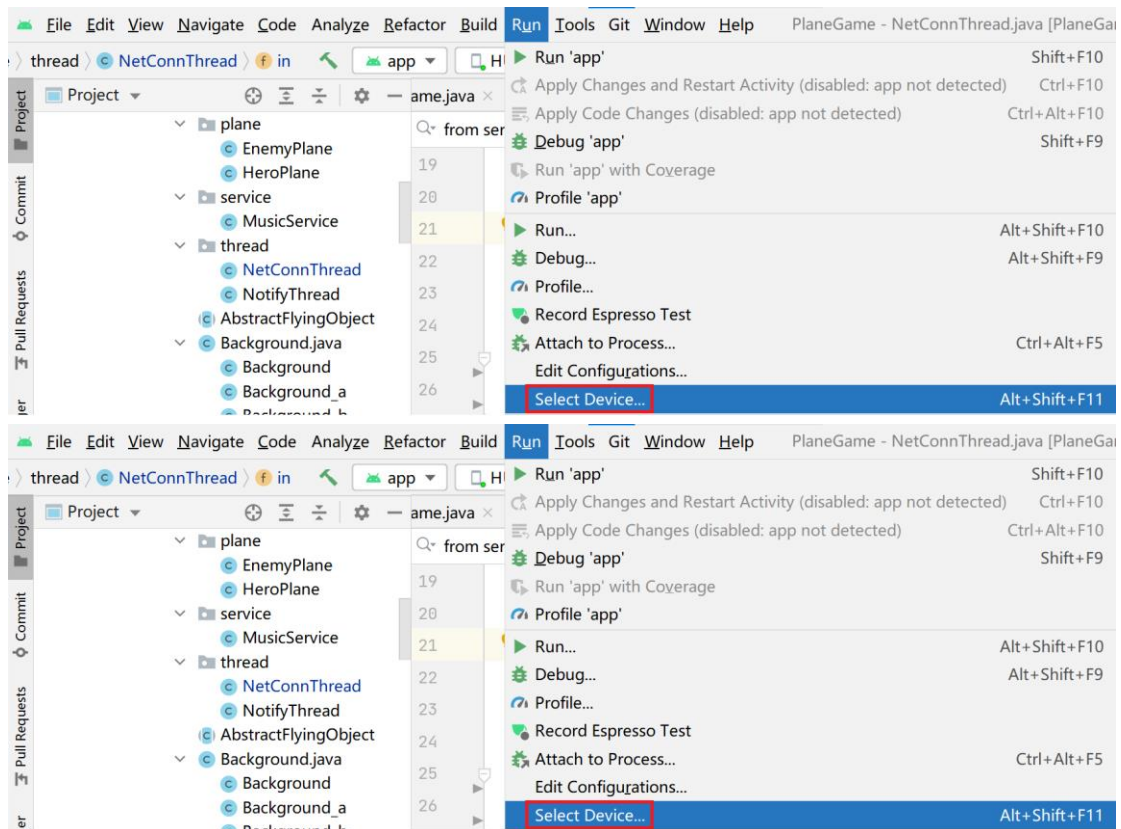 File Edit View Navigate Code Analyze Refactor Build Run Tools Git Window Help PlaneGame - NetConnThread.java [PlaneGa
thread NetConnThread in app
Run 'app' Shift+F10
Project
Project
ame.java
Apply Changes and Restart Activity (disabled: app not detected) Ctrl+F10
Apply Code Changes (disabled: app not detected) Ctrl+Alt+F10
plane
from ser
Debug 'app' Shift+F9
EnemyPlane
19
Run 'app' with Coverage
HeroPlane
Commit
service
20
Profile 'app'
MusicService
21
Run... Alt+Shift+F10
thread
Debug... Alt+Shift+F9
NetConnThread
22
Profile...
NotifyThread
23
Pull Requests
Record Espresso Test
AbstractFlyingObject
24
Attach to Process... Ctrl+Alt+F5
Background.java
25
Edit Configurations...
Background
Background_a
26
Select Device... Alt+Shift+F11
File Edit View Navigate Code Analyze Refactor Build Run Tools Git Window Help PlaneGame - NetConnThread.java [PlaneGa
thread NetConnThread in app
Run 'app' Shift+F10
Project
Project
ame.java
Apply Changes and Restart Activity (disabled: app not detected) Ctrl+F10
Apply Code Changes (disabled: app not detected) Ctrl+Alt+F10
plane
from ser
Debug 'app' Shift+F9
EnemyPlane
19
Run 'app' with Coverage
HeroPlane
Commit
service
20
Profile 'app'
MusicService
21
Run... Alt+Shift+F10
thread
Debug... Alt+Shift+F9
NetConnThread
22
Profile...
NotifyThread
23
Pull Requests
Record Espresso Test
AbstractFlyingObject
24
Attach to Process... Ctrl+Alt+F5
Background.java
25
Edit Configurations...
Background
Background_a
26
Select Device... Alt+Shift+F11